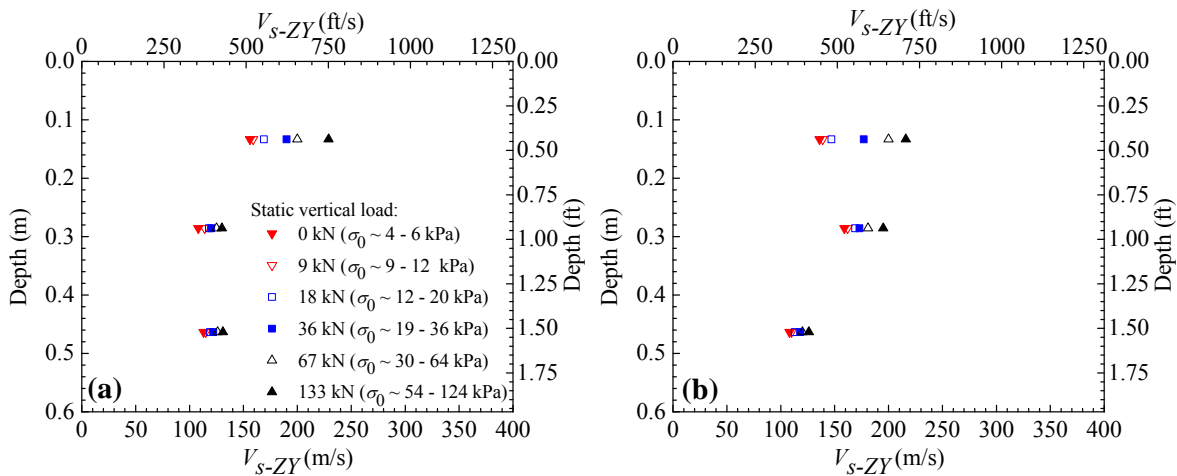 V_{s-ZY} (ft/s)
0 250 500 750 1000 1250
0.0 0.1 0.2 0.3 0.4 0.5 0.6
Depth (m)
0.00 0.25 0.50 0.75 1.00 1.25 1.50 1.75
Depth (ft)
Static vertical load:
0 kN (σ0 ~ 4 - 6 kPa)
9 kN (σ0 ~ 9 - 12 kPa)
18 kN (σ0 ~ 12 - 20 kPa)
36 kN (σ0 ~ 19 - 36 kPa)
67 kN (σ0 ~ 30 - 64 kPa)
133 kN (σ0 ~ 54 - 124 kPa)
(a)
0 50 100 150 200 250 300 350 400
V_{s-ZY} (m/s)
V_{s-ZY} (ft/s)
0 250 500 750 1000 1250
0.0 0.1 0.2 0.3 0.4 0.5 0.6
Depth (m)
0.00 0.25 0.50 0.75 1.00 1.25 1.50 1.75
Depth (ft)
(b)
0 50 100 150 200 250 300 350 400
V_{s-ZY} (m/s)